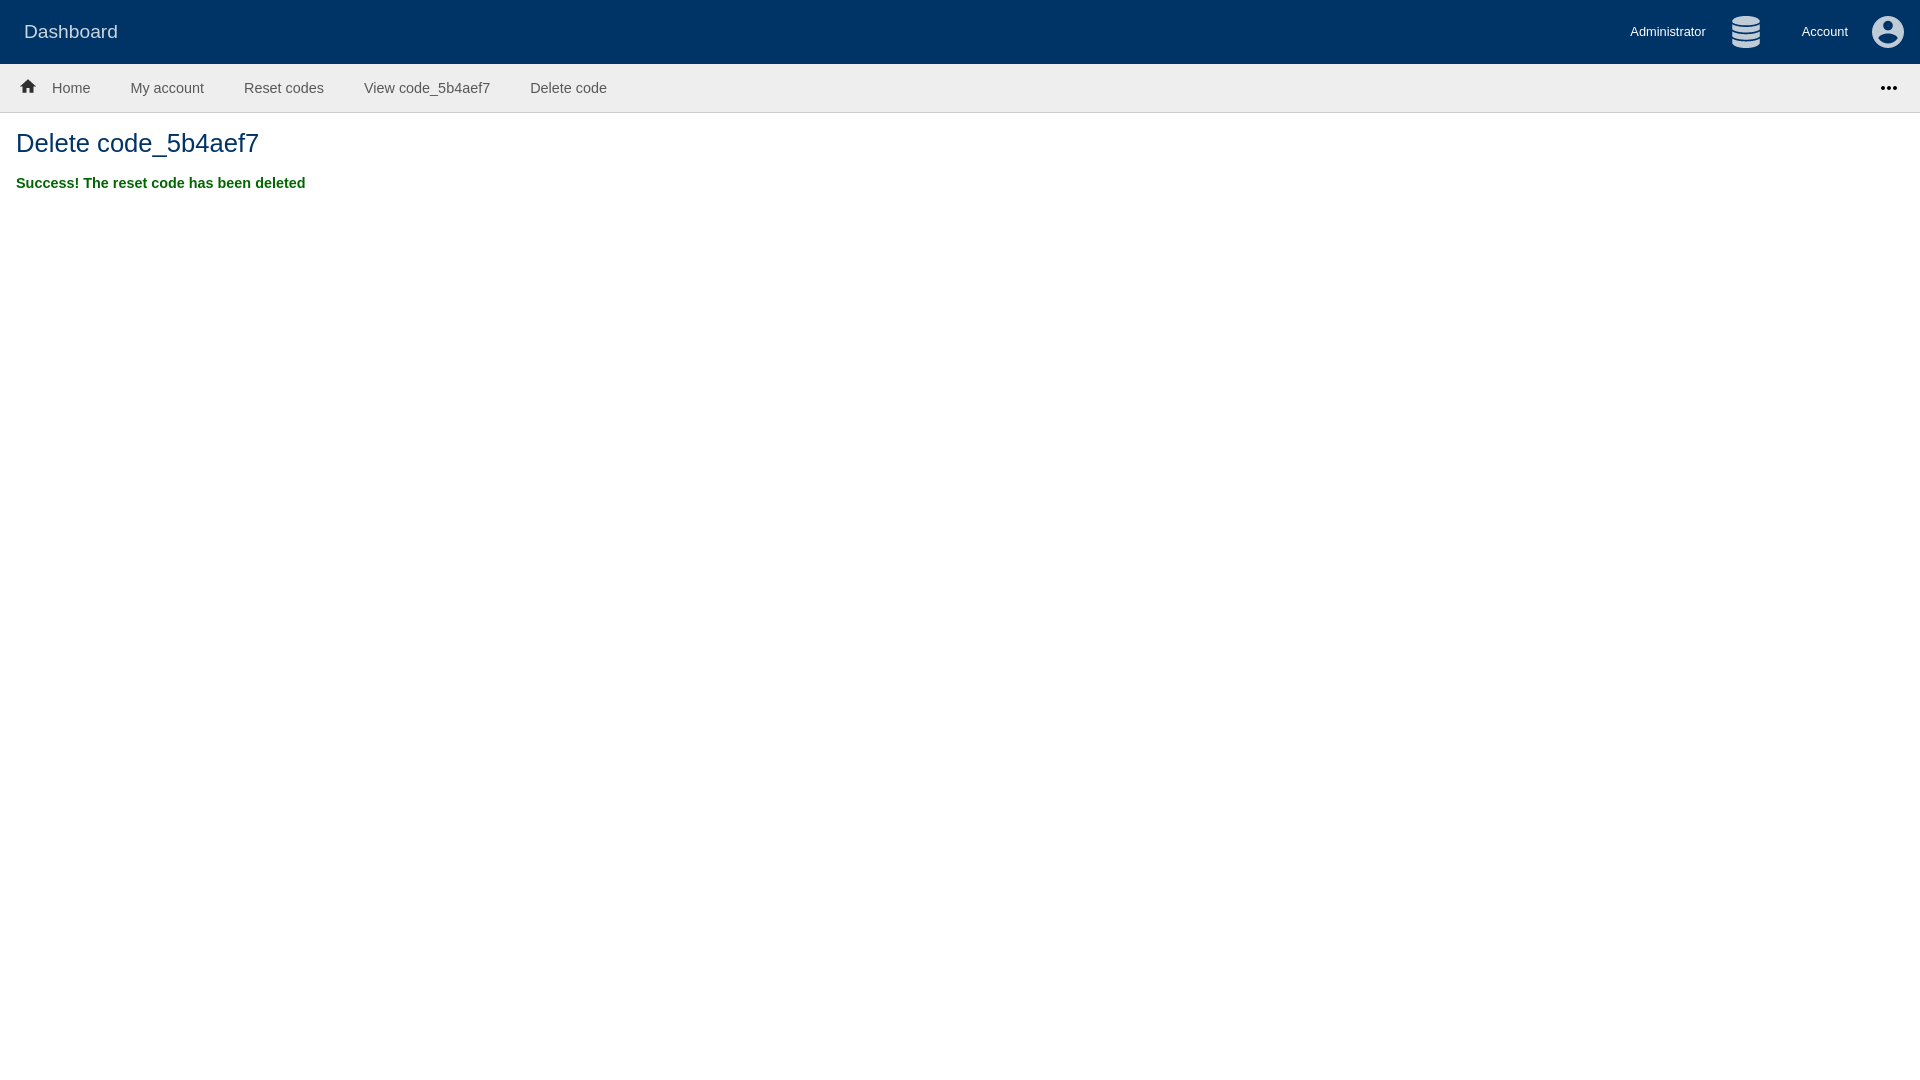 Dashboard
Administrator
Account
Home
My account
Reset codes
View code_5b4aef7
Delete code
Delete code_5b4aef7
Success! The reset code has been deleted